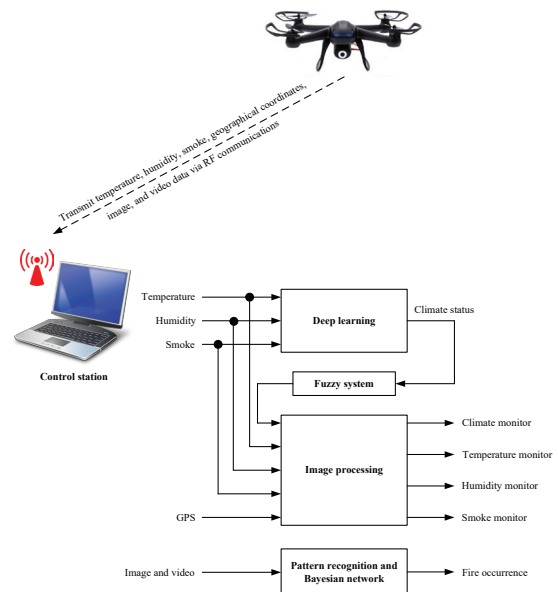 Transmit temperature, humidity, smoke, geographical coordinates,
image, and video data via RF communications
Control station
Temperature
Humidity
Smoke
Deep learning
Climate status
Fuzzy system
Image processing
GPS
Climate monitor
Temperature monitor
Humidity monitor
Smoke monitor
Image and video
Pattern recognition and
Bayesian network
Fire occurrence